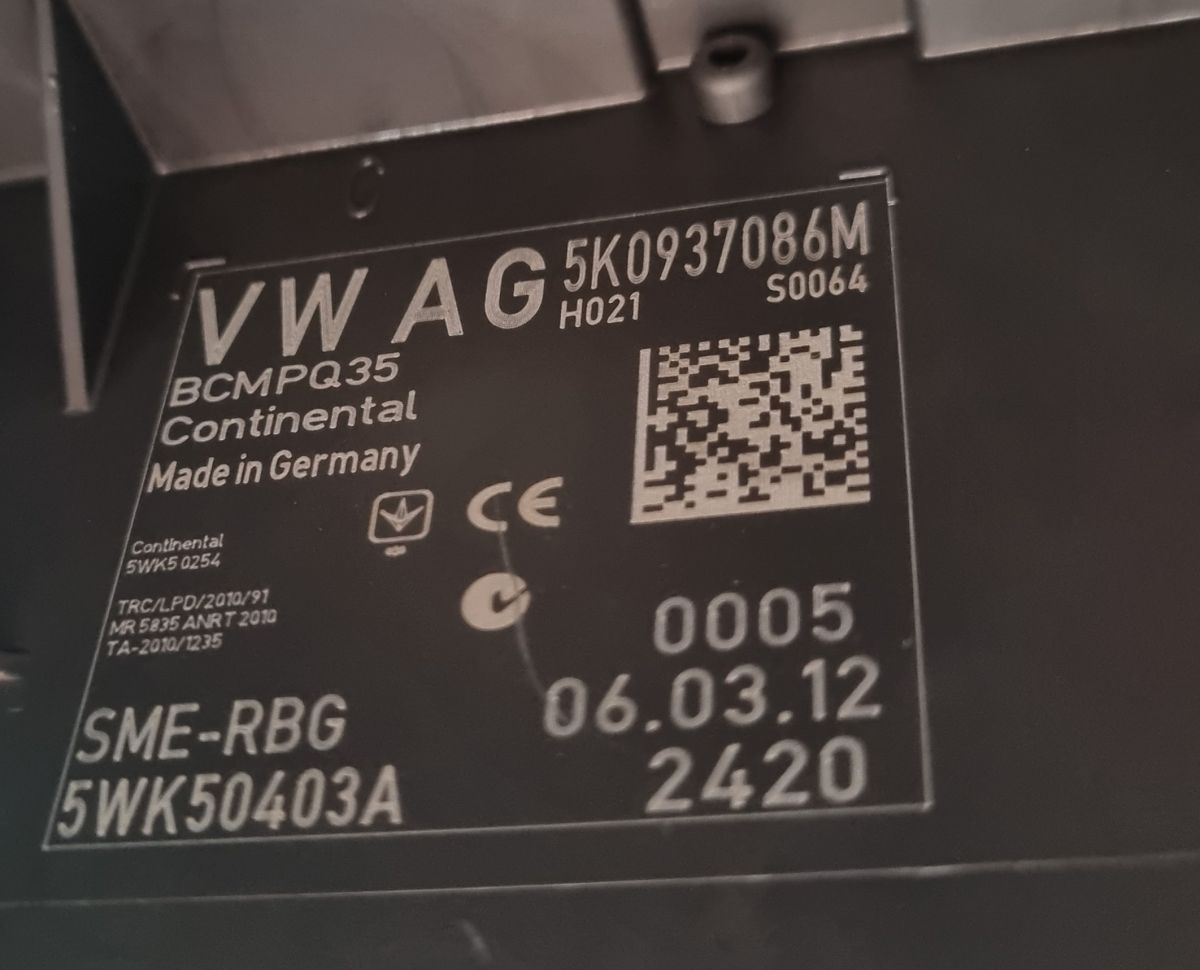 C
VW AG 5K0937086M
H021 S0064
BCMPQ35
Continental
Made in Germany
CE
Continental
5WK5 0254
TRC/LPD/2010/91
MR 5835 ANRT 2010
TA-2010/1235
0005
SME-RBG 06.03.12
5WK50403A 2420